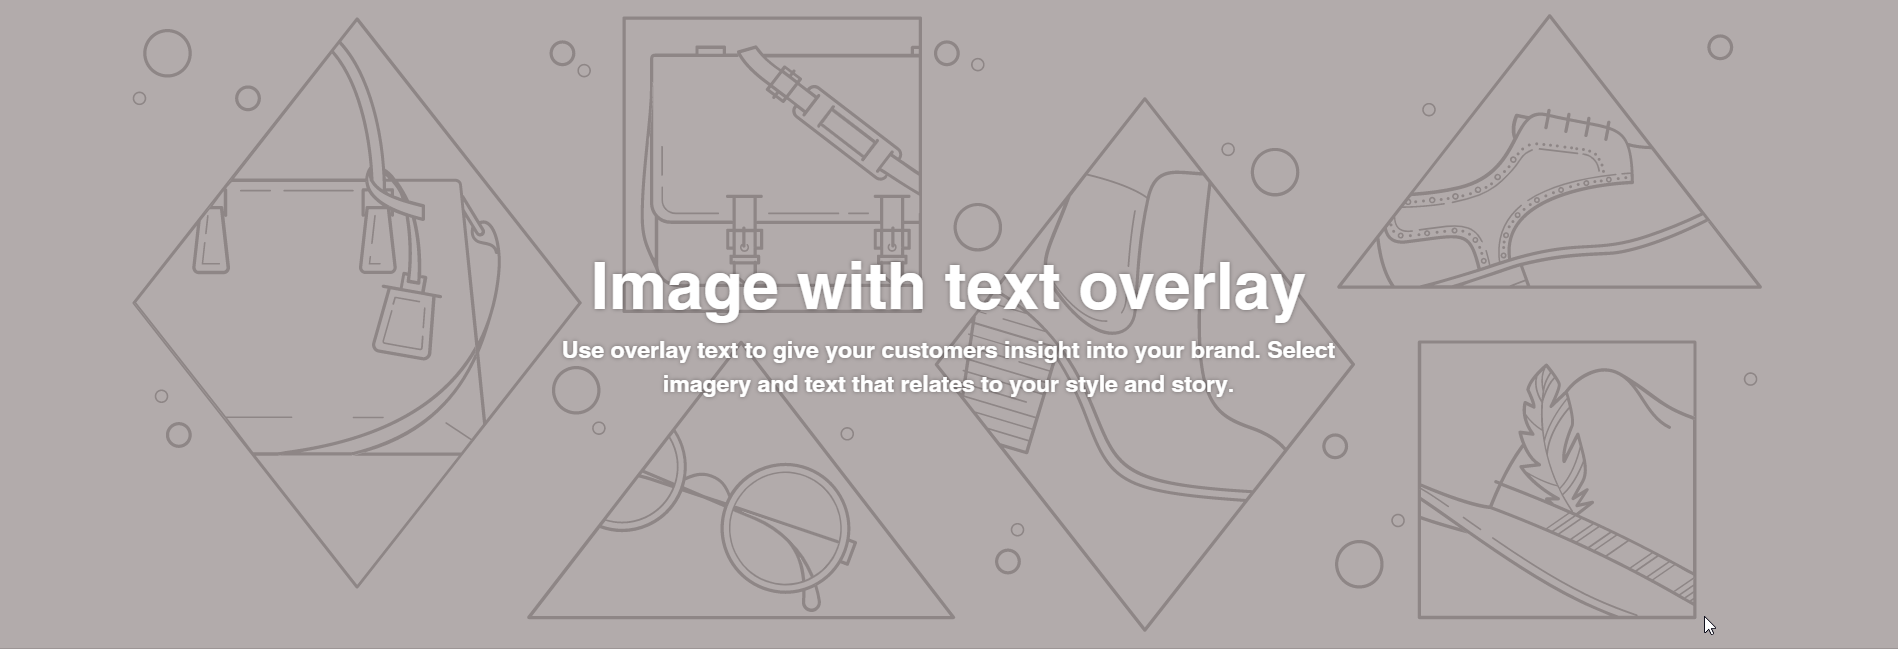 Image with text overlay
Use overlay text to give your customers insight into your brand. Select
imagery and text that relates to your style and story.